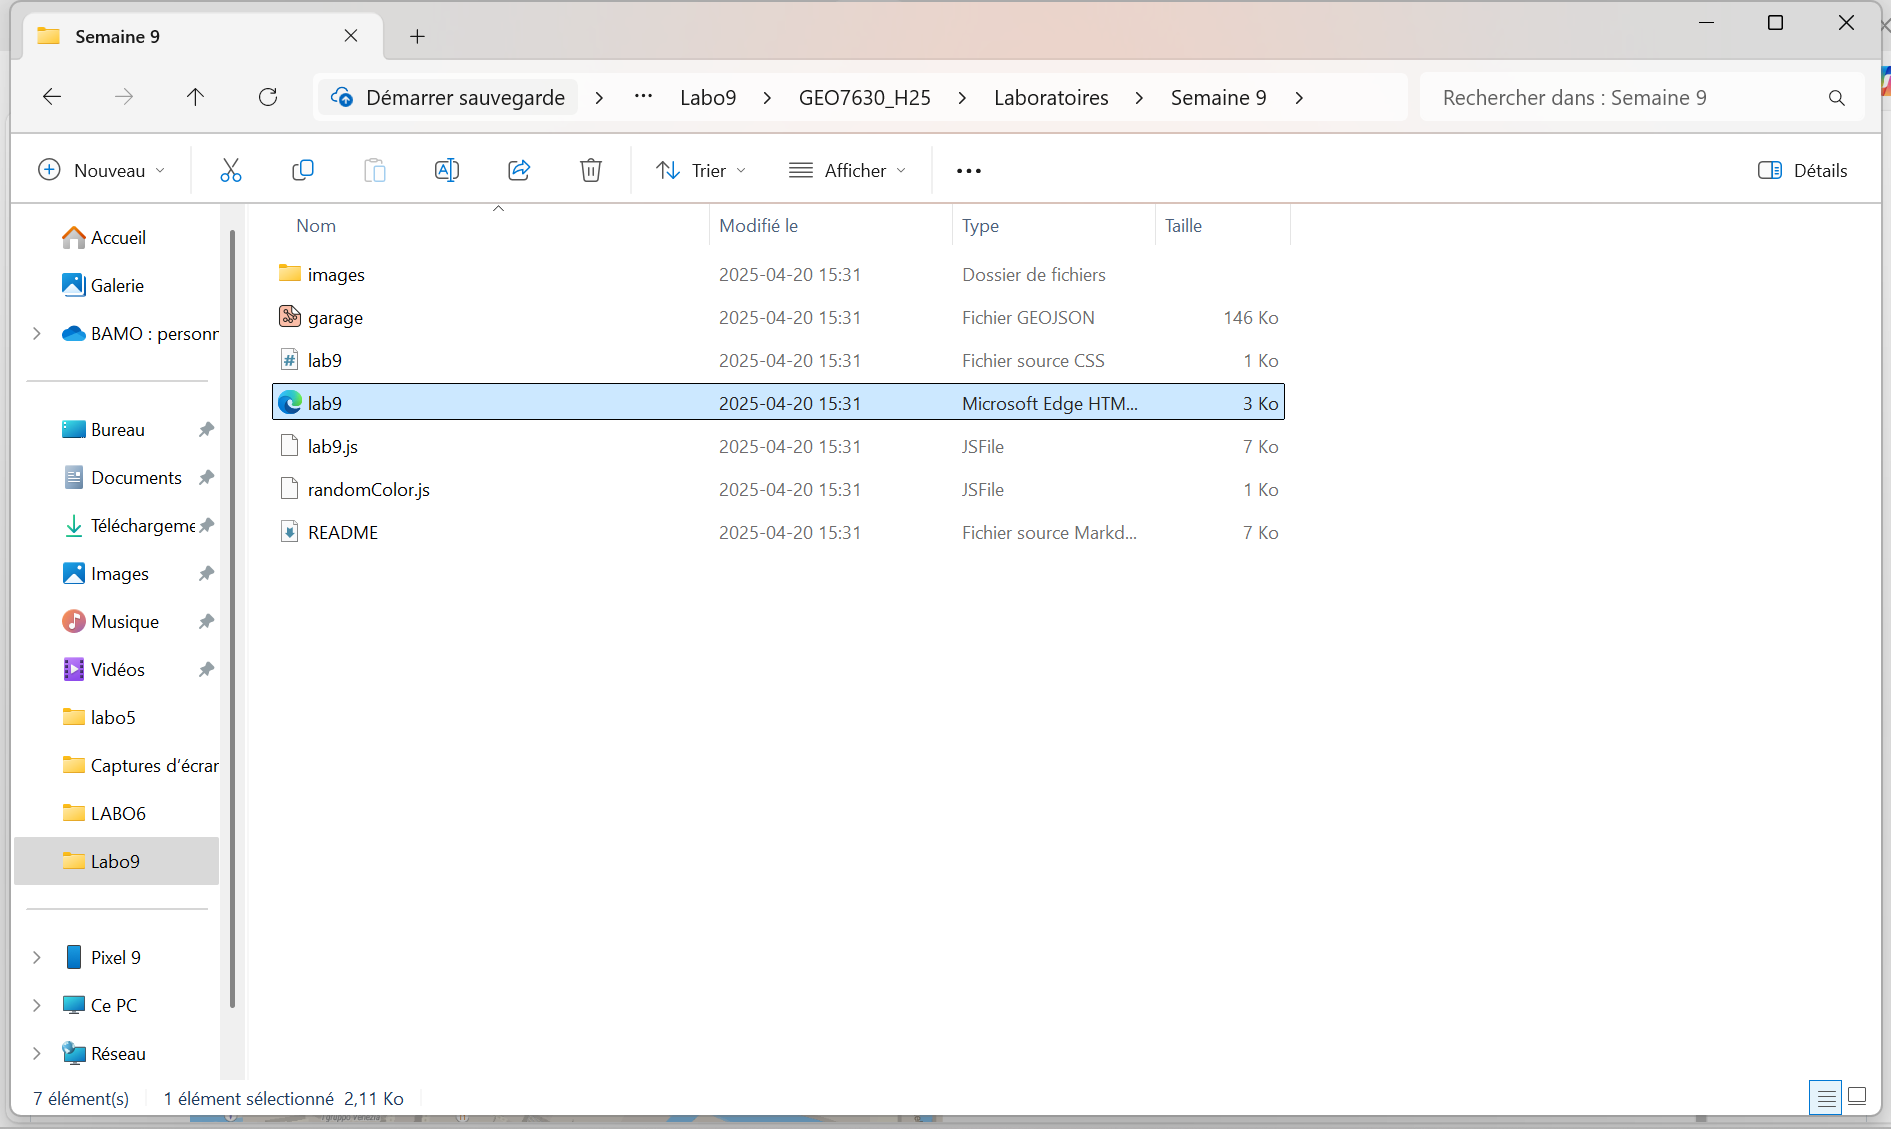 Semaine 9
Démarrer sauvegarde > ... Labo9 > GEO7630_H25 > Laboratoires > Semaine 9 >
Rechercher dans : Semaine 9
Nouveau
Trier
Afficher
Détails
Nom Modifié le Type Taille
images 2025-04-20 15:31 Dossier de fichiers
garage 2025-04-20 15:31 Fichier GEOJSON 146 Ko
lab9 2025-04-20 15:31 Fichier source CSS 1 Ko
lab9 2025-04-20 15:31 Microsoft Edge HTM... 3 Ko
lab9.js 2025-04-20 15:31 JSFile 7 Ko
randomColor.js 2025-04-20 15:31 JSFile 1 Ko
README 2025-04-20 15:31 Fichier source Markd... 7 Ko
Accueil
Galerie
BAMO : personn
Bureau
Documents
Téléchargeme
Images
Musique
Vidéos
labo5
Captures d'écran
LABO6
Labo9
Pixel 9
Ce PC
Réseau
7 élément(s) 1 élément sélectionné 2,11 Ko